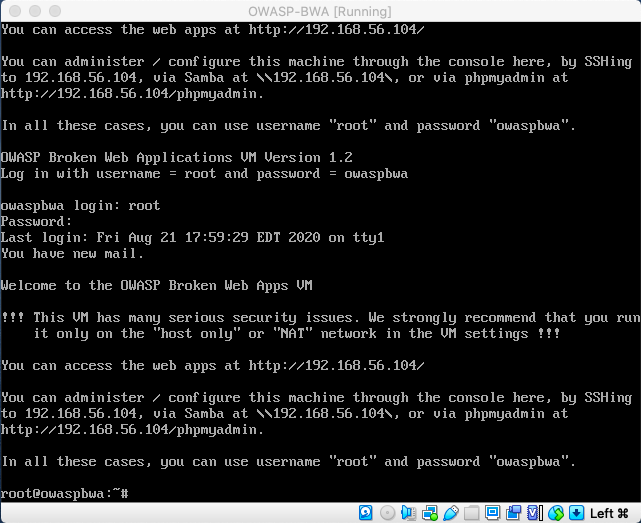 OWASP-BWA [Running]
You can access the web apps at http://192.168.56.104/
You can administer / configure this machine through the console here, by SSHing
to 192.168.56.104, via Samba at \\192.168.56.104\, or via phpmyadmin at
http://192.168.56.104/phpmyadmin.
In all these cases, you can use username "root" and password "owaspbwa".
OWASP Broken Web Applications VM Version 1.2
Log in with username = root and password = owaspbwa
owaspbwa login: root
Password:
Last login: Fri Aug 21 17:59:29 EDT 2020 on tty1
You have new mail.
Welcome to the OWASP Broken Web Apps VM
!!! This VM has many serious security issues. We strongly recommend that you run
it only on the "host only" or "NAT" network in the VM settings !!!
You can access the web apps at http://192.168.56.104/
You can administer / configure this machine through the console here, by SSHing
to 192.168.56.104, via Samba at \\192.168.56.104\, or via phpmyadmin at
http://192.168.56.104/phpmyadmin.
In all these cases, you can use username "root" and password "owaspbwa".
root@owaspbwa:~#
Left ⌘